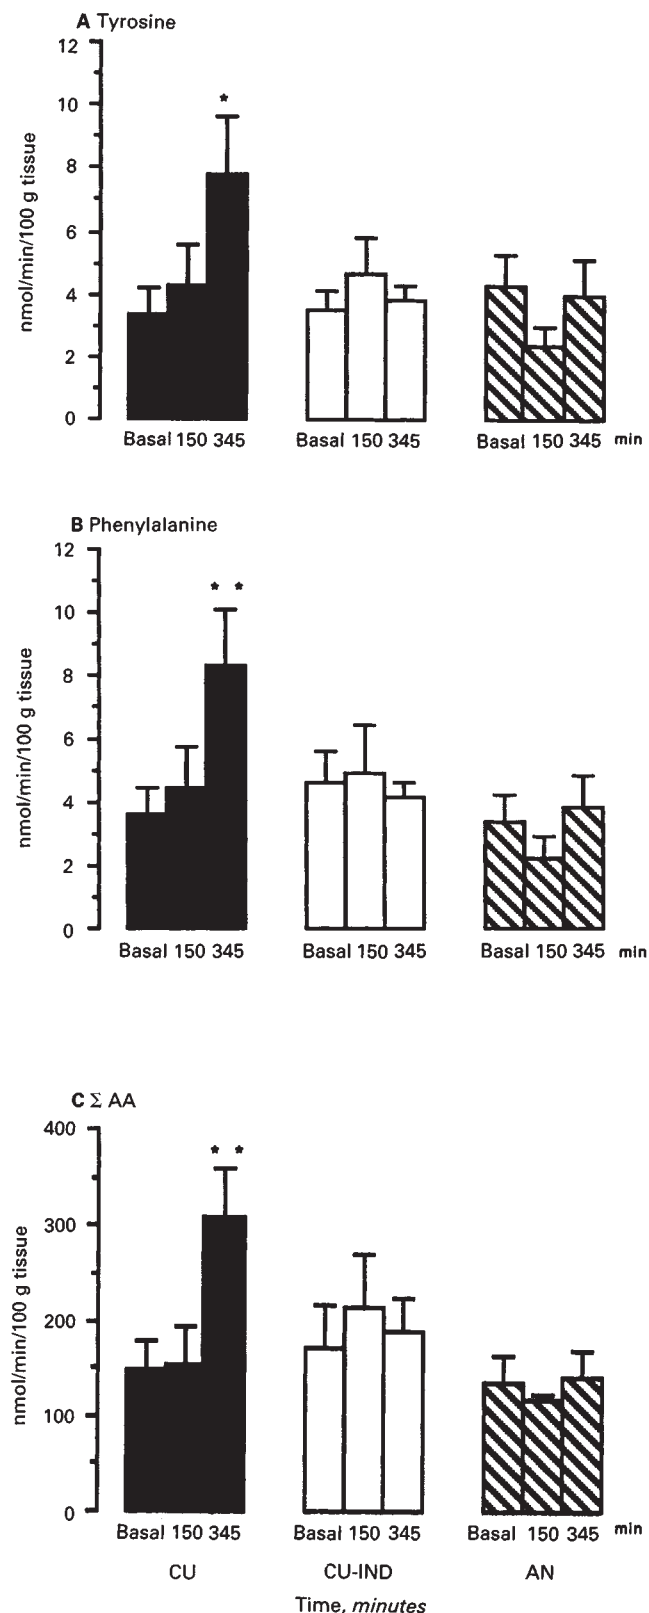 A Tyrosine
12
10
8
6
4
2
0
nmol/min/100 g tissue
*
Basal 150 345 Basal 150 345 Basal 150 345 min
B Phenylalanine
12
10
8
6
4
2
0
nmol/min/100 g tissue
* *
Basal 150 345 Basal 150 345 Basal 150 345 min
C Σ AA
400
300
200
100
0
nmol/min/100 g tissue
* *
Basal 150 345 Basal 150 345 Basal 150 345 min
CU CU-IND AN
Time, minutes